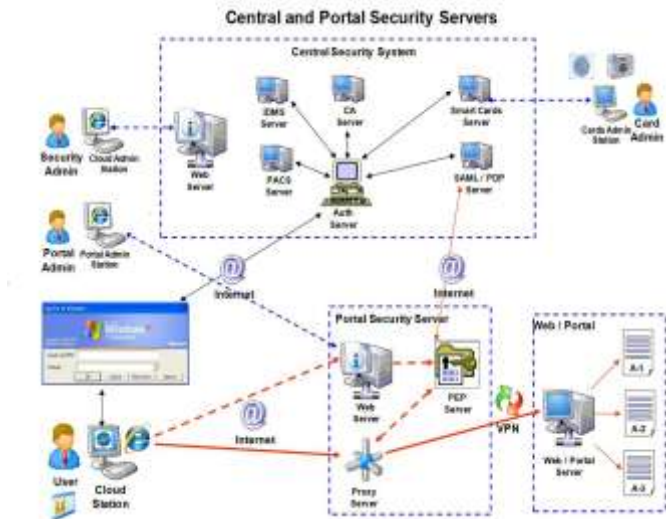 Central and Portal Security Servers
Central Security System
IDMS
Server
CA
Server
Smart Cards
Server
Cards Admin
Station
Card
Admin
Security
Admin
Cloud Admin
Station
Web
Server
PACS
Server
Auth
Server
SAML / PDP
Server
Portal
Admin
Portal Admin
Station
Internet
Internet
Portal Security Server
Web / Portal
Windows
Web
Server
PEP
Server
A-1
A-2
A-3
VPN
Web / Portal
Server
Internet
User
Cloud
Station
Proxy
Server